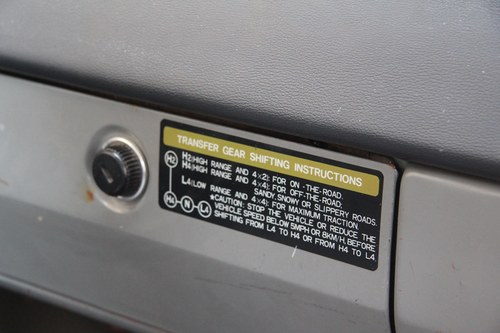 TRANSFER GEAR SHIFTING INSTRUCTIONS
H2 H2(HIGH RANGE AND 4×2): FOR ON-THE-ROAD.
H4(HIGH RANGE AND 4×4): FOR OFF-THE-ROAD;
SANDY, SNOWY OR SLIPPERY ROADS.
L4(LOW RANGE AND 4×4): FOR MAXIMUM TRACTION.
*CAUTION: STOP THE VEHICLE OR REDUCE THE
H4 N L4 VEHICLE SPEED BELOW 5MPH OR 8KM/H, BEFORE
SHIFTING FROM L4 TO H4 OR FROM H4 TO L4.